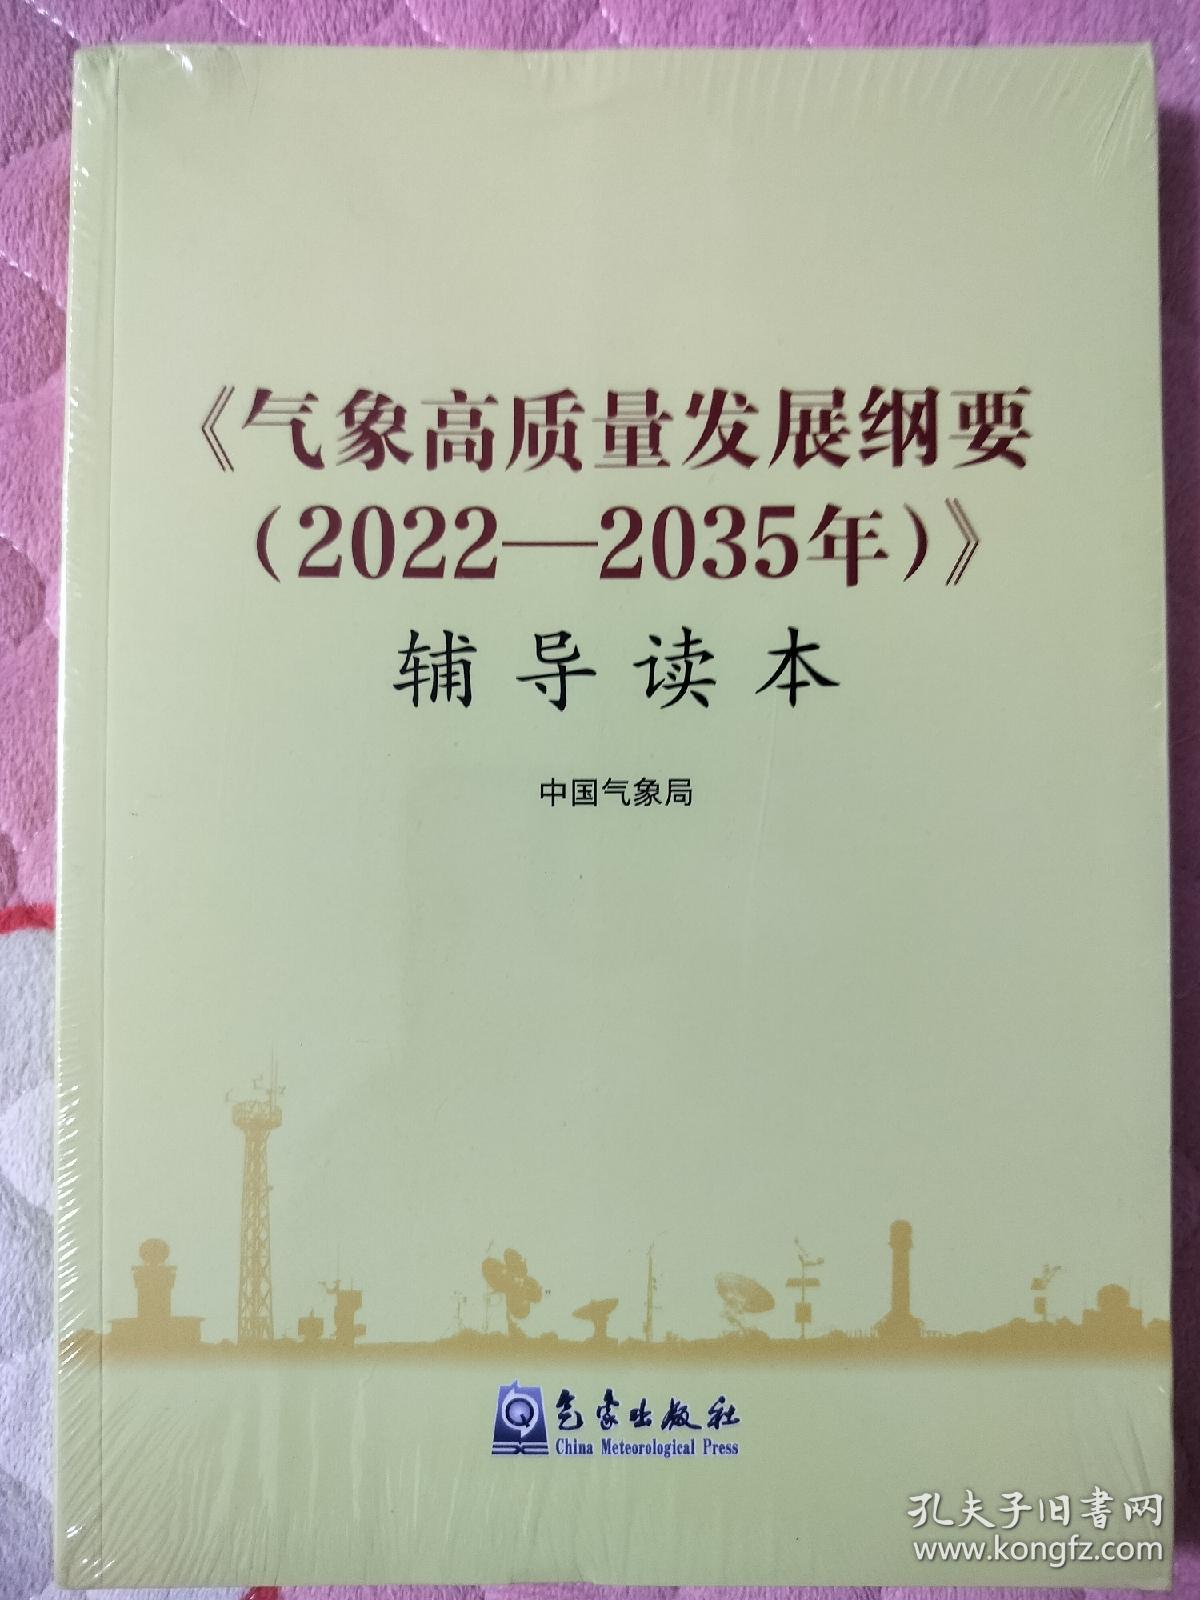 《气象高质量发展纲要
（2022—2035年）》
辅导读本
中国气象局
气象出版社
China Meteorological Press
孔夫子旧书网
www.kongfz.com